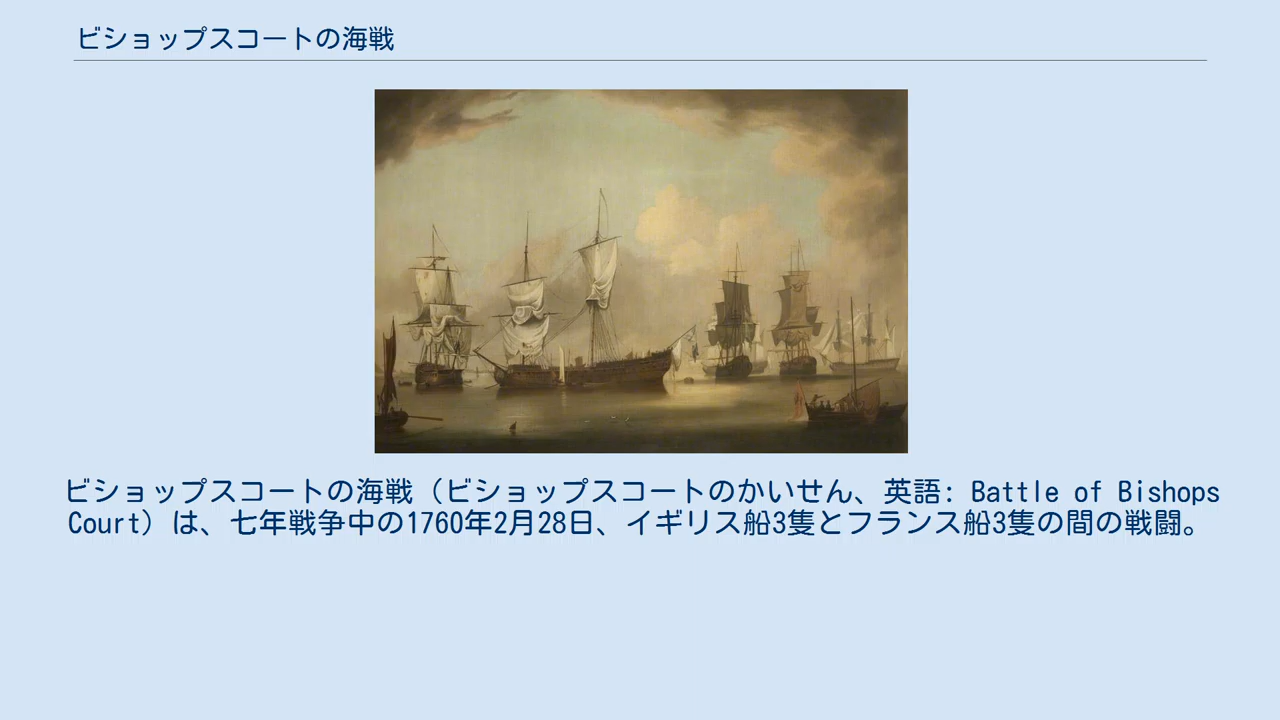 ビショップスコートの海戦
ビショップスコートの海戦（ビショップスコートのかいせん、英語: Battle of Bishops
Court）は、七年戦争中の1760年2月28日、イギリス船3隻とフランス船3隻の間の戦闘。